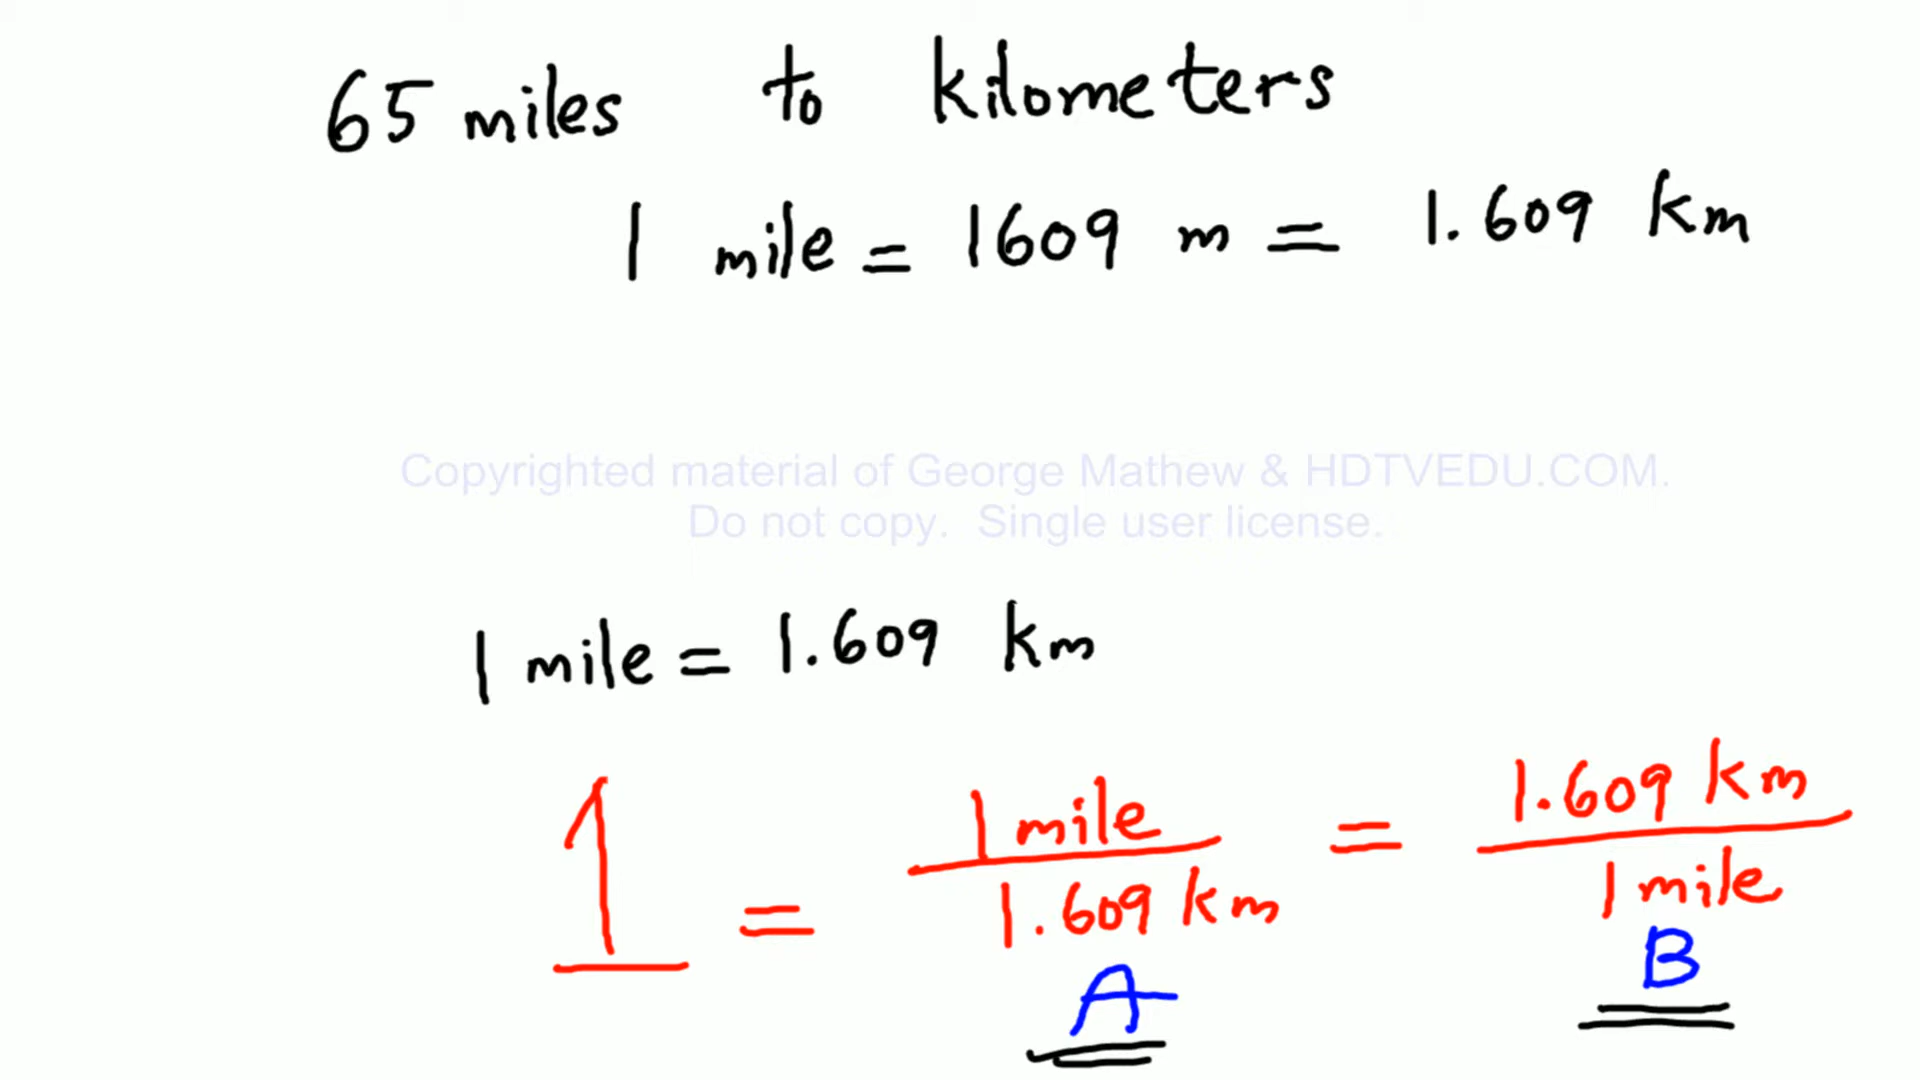 65 miles to kilometers
1 mile = 1609 m = 1.609 km
Copyrighted material of George Mathew & HDTVEDU.COM.
Do not copy. Single user license.
1 mile = 1.609 km
1 = 1 mile / 1.609 km = 1.609 km / 1 mile
A B